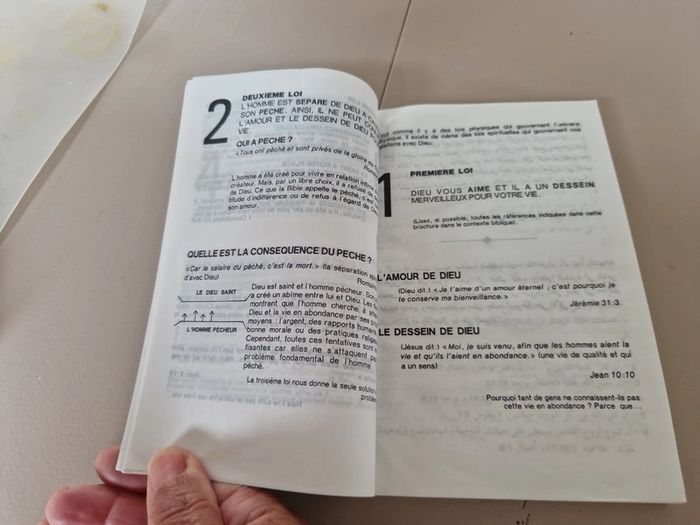 2
DEUXIEME LOI
L'HOMME EST SEPARE DE DIEU A
SON PECHE. AINSI, IL NE PEUT
L'AMOUR ET LE DESSEIN DE DIEU
VIE.
QUI A PECHE ?
«Tous ont péché et sont privés de la gloire de
L'homme a été créé pour vivre en relation
créateur. Mais, par un libre choix, il a refusé
de Dieu. Ce que la Bible appelle le péché, c'est
titude d'indifférence ou de refus à l'égard de
son amour.
QUELLE EST LA CONSEQUENCE DU PECHE ?
«Car le salaire du péché, c'est la mort.» (la séparation
d'avec Dieu)
LE DIEU SAINT
L'HOMME PECHEUR
Dieu est saint et l'homme pécheur. Son
a créé un abîme entre lui et Dieu. Les
montrent que l'homme cherche, à
Dieu et la vie en abondance par ses
moyens : l'argent, des rapports humains
bonne morale ou des pratiques
Cependant, toutes ces tentatives sont
fisantes car elles ne s'attaquent
problème fondamental de l'homme
péché.
La troisième loi nous donne la seule solution
tout comme il y a des lois physiques qui gouvernent l'univers
physique, il existe de même des lois spirituelles qui gouvernent nos
relations avec Dieu.
1
PREMIERE LOI
DIEU VOUS AIME ET IL A UN DESSEIN
MERVEILLEUX POUR VOTRE VIE.
(Lisez, si possible, toutes les références indiquées dans cette
brochure dans le contexte biblique).
L'AMOUR DE DIEU
(Dieu dit :) «Je t'aime d'un amour éternel ; c'est pourquoi je
te conserve ma bienveillance.»
Jérémie 31:3
LE DESSEIN DE DIEU
(Jésus dit :) «Moi, je suis venu, afin que les hommes aient la
vie et qu'ils l'aient en abondance.» (une vie de qualité et qui
a un sens)
Jean 10:10
Pourquoi tant de gens ne connaissent-ils pas
cette vie en abondance ? Parce que...